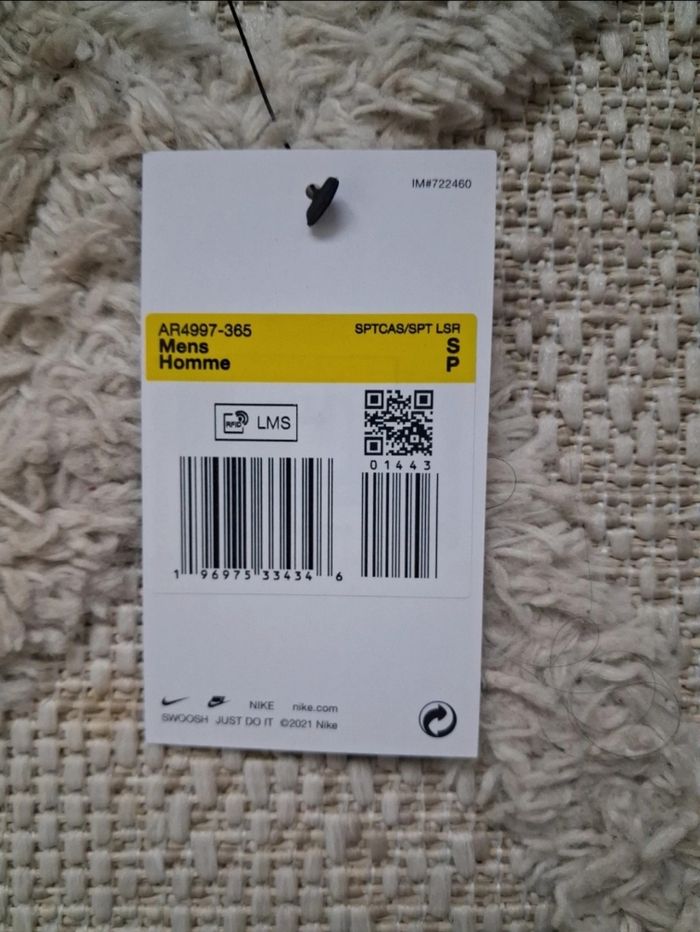 IM#722460
AR4997-365 SPTCAS/SPT LSR
Mens S
Homme P
RFID LMS
01443
1 96975 33434 6
NIKE nike.com
SWOOSH JUST DO IT ©2021 Nike